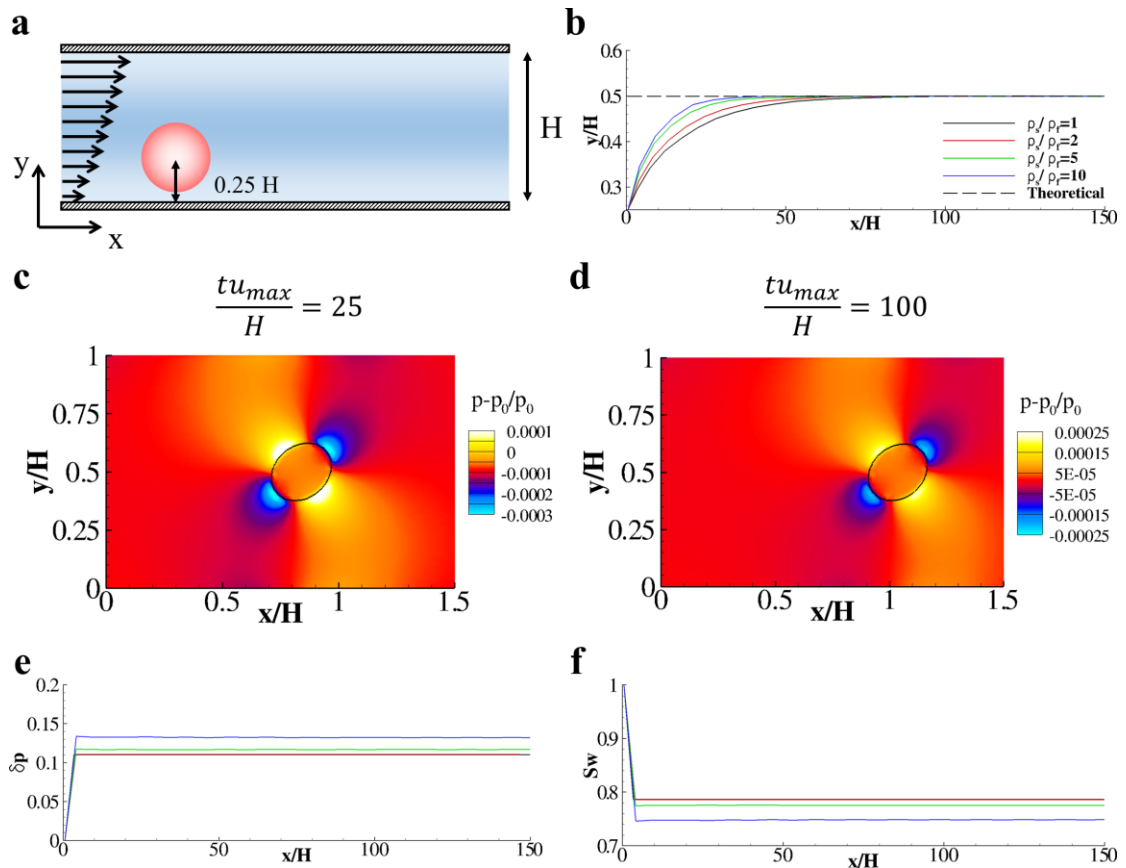 a
H
y
0.25 H
x
b
0.6
0.5
y/H
0.3
ρs/ ρf=1
ρs/ ρf=2
ρs/ ρf=5
ρs/ ρf=10
Theoretical
0 50 100 150
x/H
c
tu_max/H = 25
1
0.75
0.5
0.25
0
y/H
0 0.5 1 1.5
x/H
p-p0/p0
0.0001
0
-0.0001
-0.0002
-0.0003
d
tu_max/H = 100
1
0.75
0.5
0.25
0
y/H
0 0.5 1 1.5
x/H
p-p0/p0
0.00025
0.00015
5E-05
-5E-05
-0.00015
-0.00025
e
0.2
0.15
0.1
0.05
0
δp
0 50 100 150
x/H
f
1
0.9
0.8
0.7
Sw
0 50 100 150
x/H